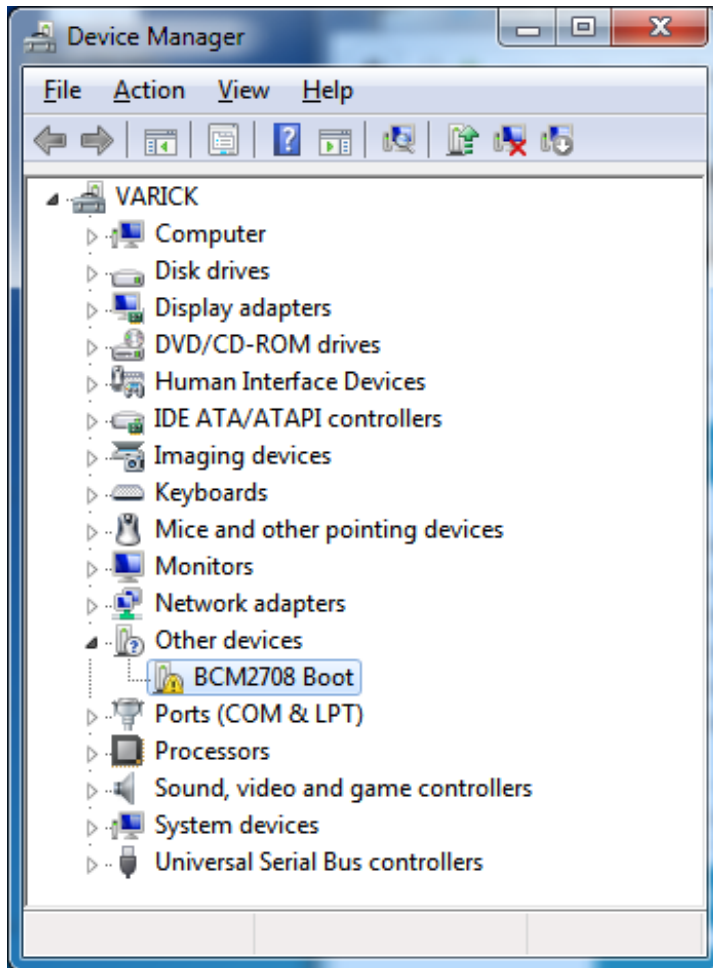 Device Manager
File Action View Help
VARICK
Computer
Disk drives
Display adapters
DVD/CD-ROM drives
Human Interface Devices
IDE ATA/ATAPI controllers
Imaging devices
Keyboards
Mice and other pointing devices
Monitors
Network adapters
Other devices
BCM2708 Boot
Ports (COM & LPT)
Processors
Sound, video and game controllers
System devices
Universal Serial Bus controllers